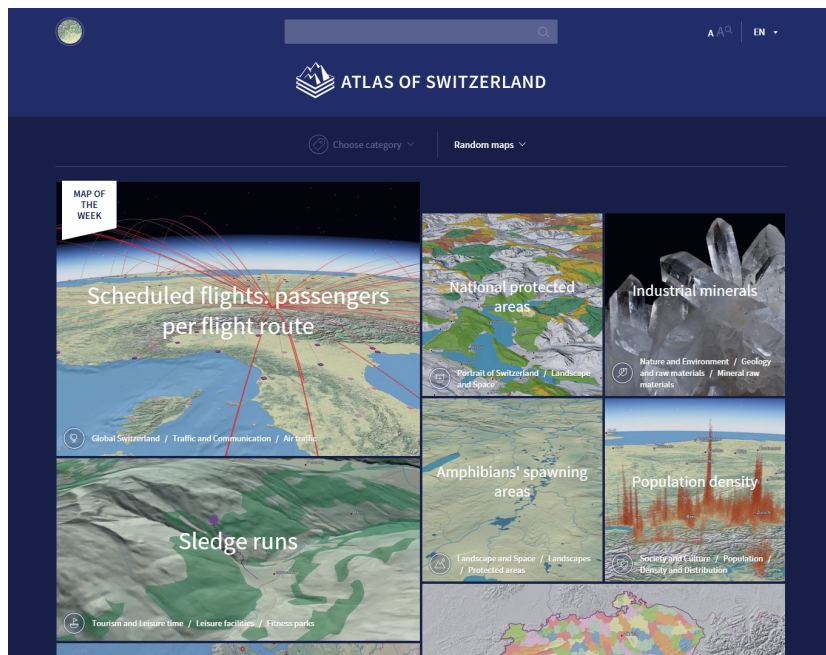 A A
EN
ATLAS OF SWITZERLAND
Choose category
Random maps
MAP OF
THE
WEEK
Scheduled flights: passengers
per flight route
Global Switzerland / Traffic and Communication / Air traffic
National protected
areas
Portrait of Switzerland / Landscape
and Space
Industrial minerals
Nature and Environment / Geology
and raw materials / Mineral raw
materials
Sledge runs
Tourism and Leisure time / Leisure facilities / Fitness parks
Amphibians' spawning
areas
Landscape and Space / Landscapes
/ Protected areas
Population density
Society and Culture / Population /
Density and Distribution